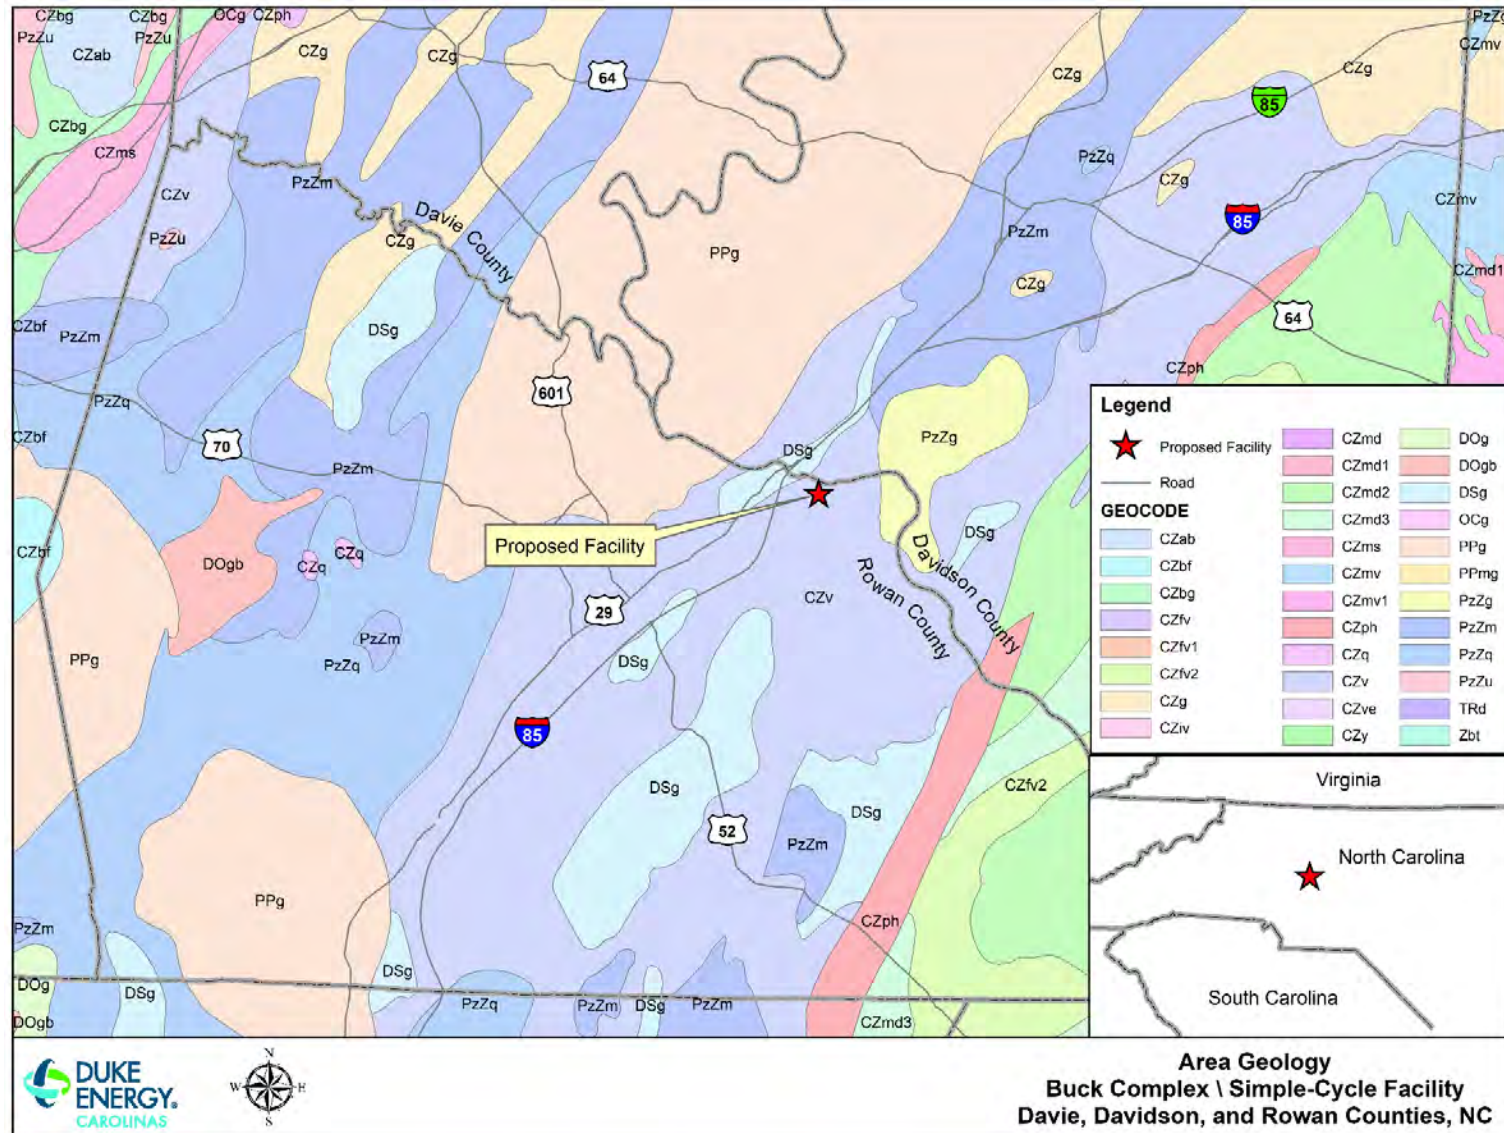 CZbg
CZbg
OCg
CZph
PzZu
PzZu
CZab
CZg
CZg
64
CZg
CZg
CZmv
85
CZbg
CZms
PzZq
PzZm
CZv
CZg
CZmv
Davie County
85
PzZu
CZg
PzZm
PPg
CZmd1
CZg
CZbf
DSg
64
PzZm
CZph
601
PzZq
CZbf
70
PzZg
DSg
PzZm
Proposed Facility
DSg
CZbf
DOgb
CZq
CZq
Davidson County
Rowan County
CZv
29
PzZm
PPg
PzZq
DSg
85
DSg
CZfv2
DSg
52
PzZm
PPg
CZph
PzZm
DSg
DOg
DSg
PzZq
PzZm
DSg
PzZm
DOgb
CZmd3
Legend
Proposed Facility
Road
GEOCODE
CZab
CZbf
CZbg
CZfv
CZfv1
CZfv2
CZg
CZiv
CZmd
CZmd1
CZmd2
CZmd3
CZms
CZmv
CZmv1
CZph
CZq
CZv
CZve
CZy
DOg
DOgb
DSg
OCg
PPg
PPmg
PzZg
PzZm
PzZq
PzZu
TRd
Zbt
Virginia
North Carolina
South Carolina
DUKE
ENERGY®
CAROLINAS
N
W
E
S
Area Geology
Buck Complex \ Simple-Cycle Facility
Davie, Davidson, and Rowan Counties, NC